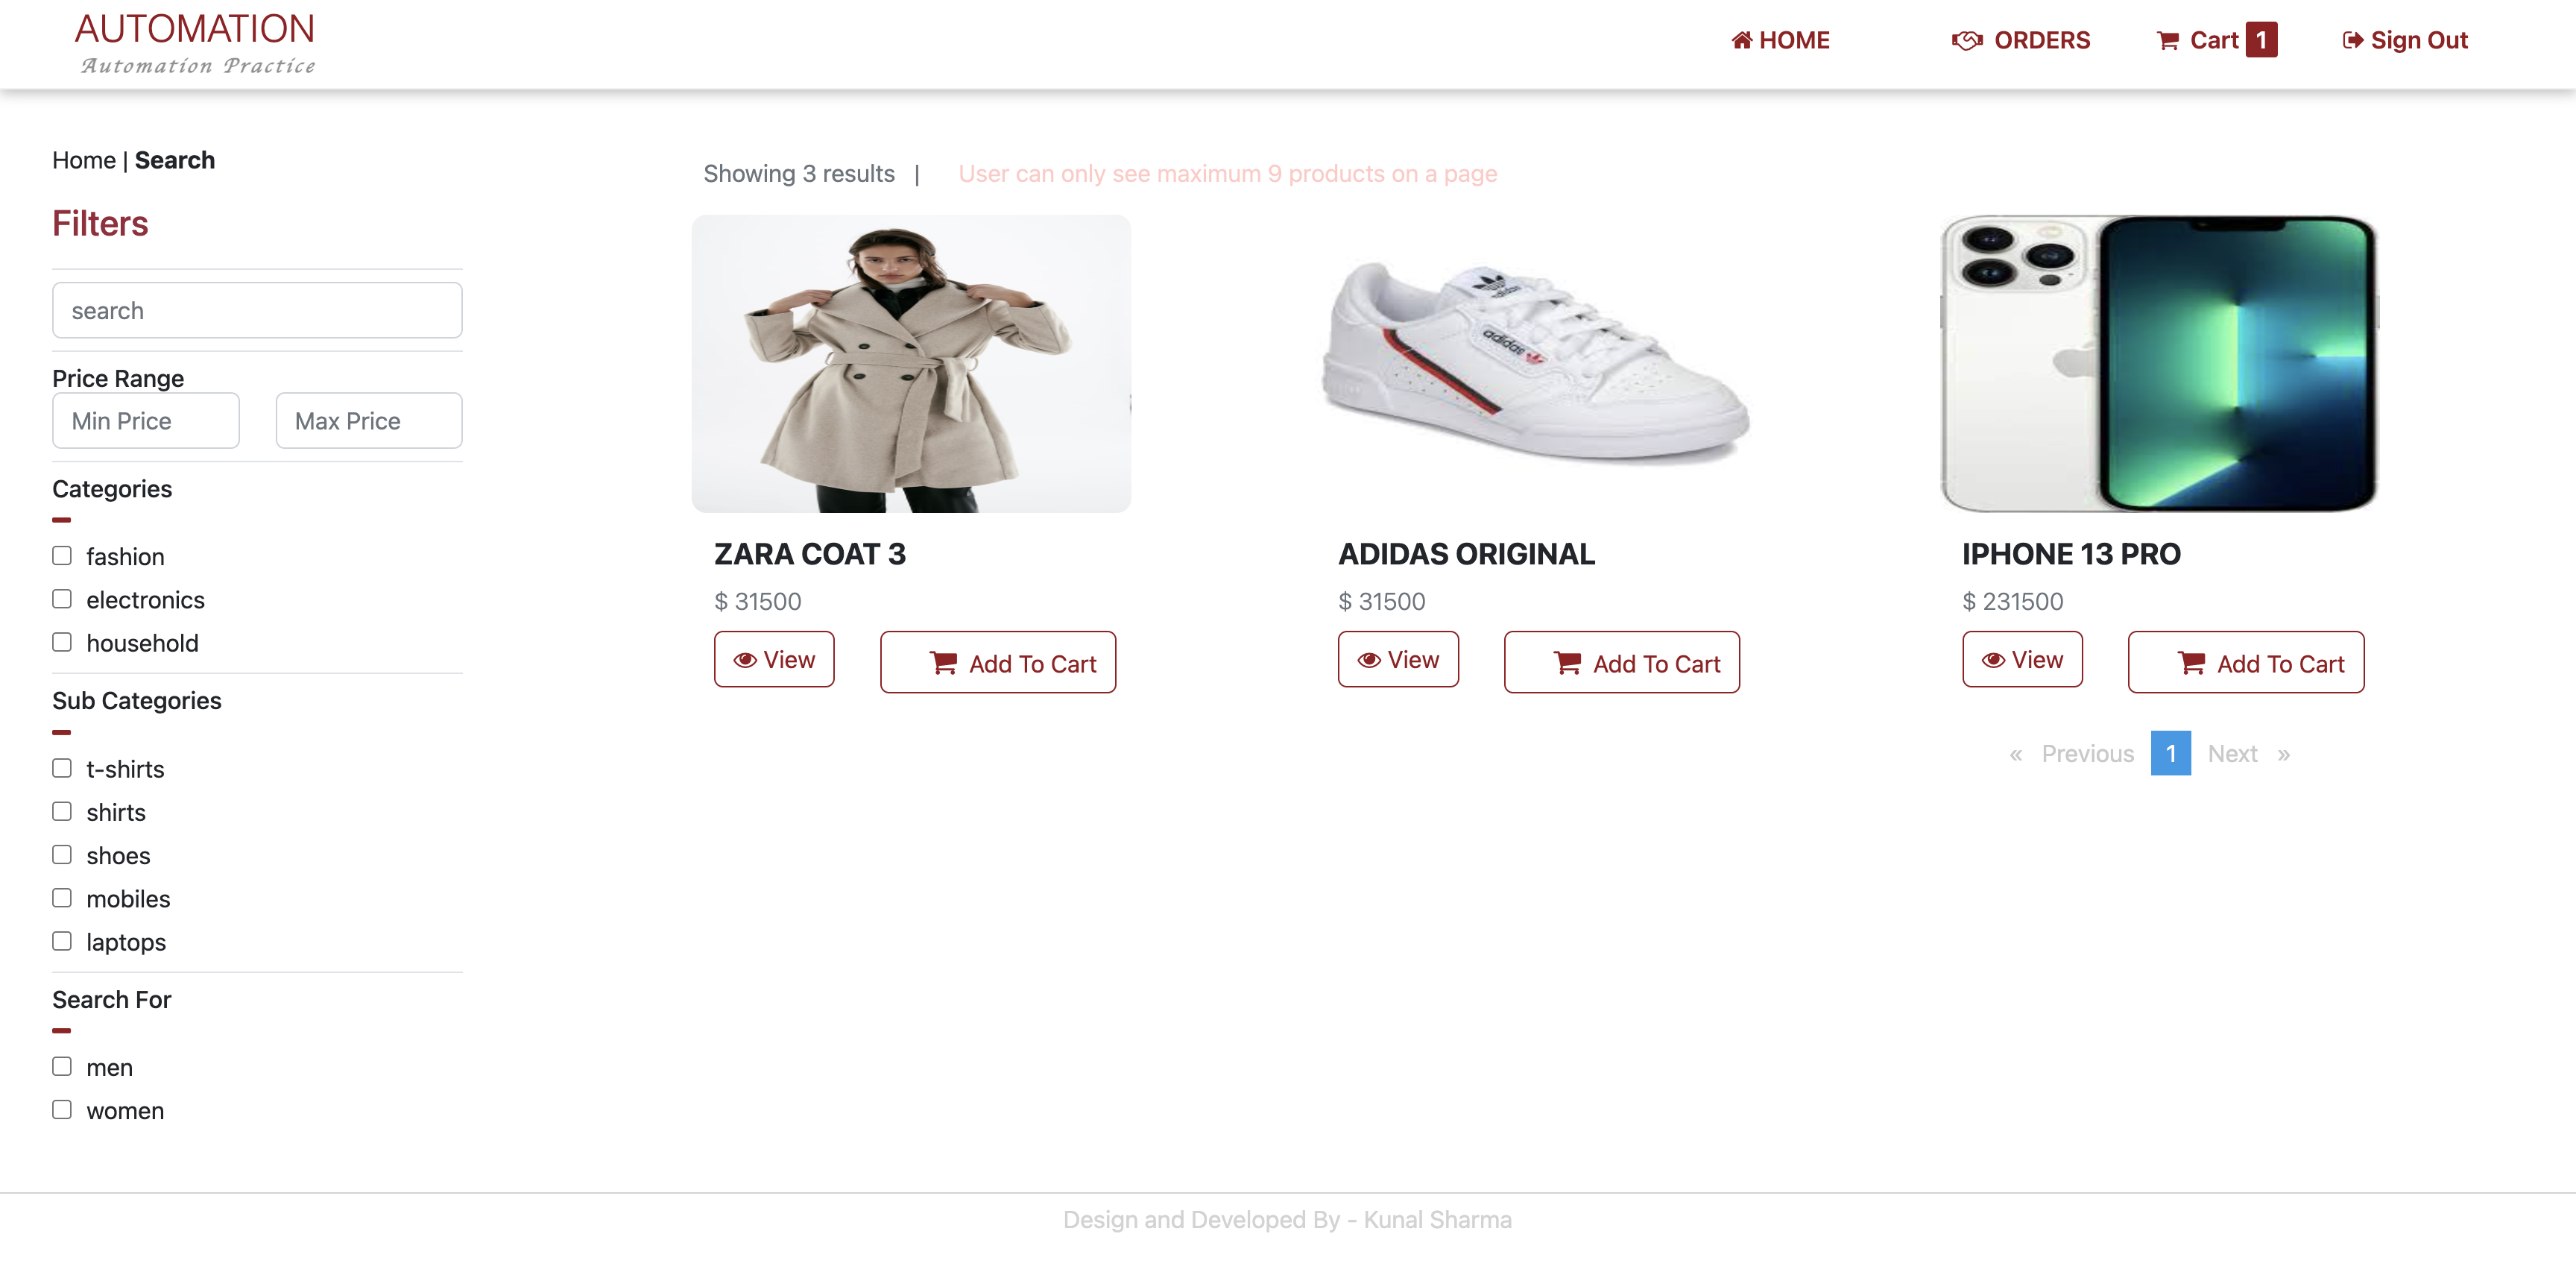 AUTOMATION
Automation Practice
HOME
ORDERS
Cart 1
Sign Out
Home | Search
Filters
search
Price Range
Min Price
Max Price
Categories
fashion
electronics
household
Sub Categories
t-shirts
shirts
shoes
mobiles
laptops
Search For
men
women
Showing 3 results |
User can only see maximum 9 products on a page
adidas
adidas
ZARA COAT 3
$ 31500
View
Add To Cart
ADIDAS ORIGINAL
$ 31500
View
Add To Cart
IPHONE 13 PRO
$ 231500
View
Add To Cart
« Previous 1 Next »
Design and Developed By - Kunal Sharma